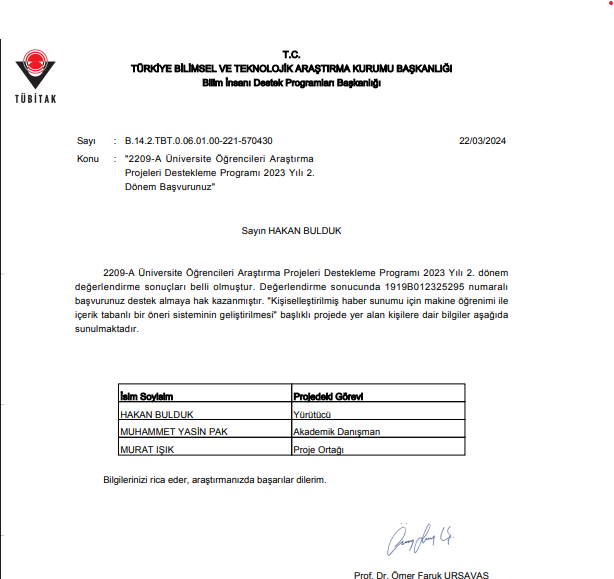 T.C.
TÜRKİYE BİLİMSEL VE TEKNOLOJİK ARAŞTIRMA KURUMU BAŞKANLIĞI
Bilim İnsanı Destek Programları Başkanlığı
TÜBİTAK
Sayı : B.14.2.TBT.0.06.01.00-221-570430 22/03/2024
Konu : "2209-A Üniversite Öğrencileri Araştırma
Projeleri Destekleme Programı 2023 Yılı 2.
Dönem Başvurunuz"
Sayın HAKAN BULDUK
2209-A Üniversite Öğrencileri Araştırma Projeleri Destekleme Programı 2023 Yılı 2. dönem
değerlendirme sonuçları belli olmuştur. Değerlendirme sonucunda 1919B012325295 numaralı
başvurunuz destek almaya hak kazanmıştır. "Kişiselleştirilmiş haber sunumu için makine öğrenimi ile
içerik tabanlı bir öneri sisteminin geliştirilmesi" başlıklı projede yer alan kişilere dair bilgiler aşağıda
sunulmaktadır.
İsim Soyisim Projedeki Görevi
HAKAN BULDUK Yürütücü
MUHAMMET YASİN PAK Akademik Danışman
MURAT IŞIK Proje Ortağı
Bilgilerinizi rica eder, araştırmanızda başarılar dilerim.
Prof. Dr. Ömer Faruk URSAVAŞ